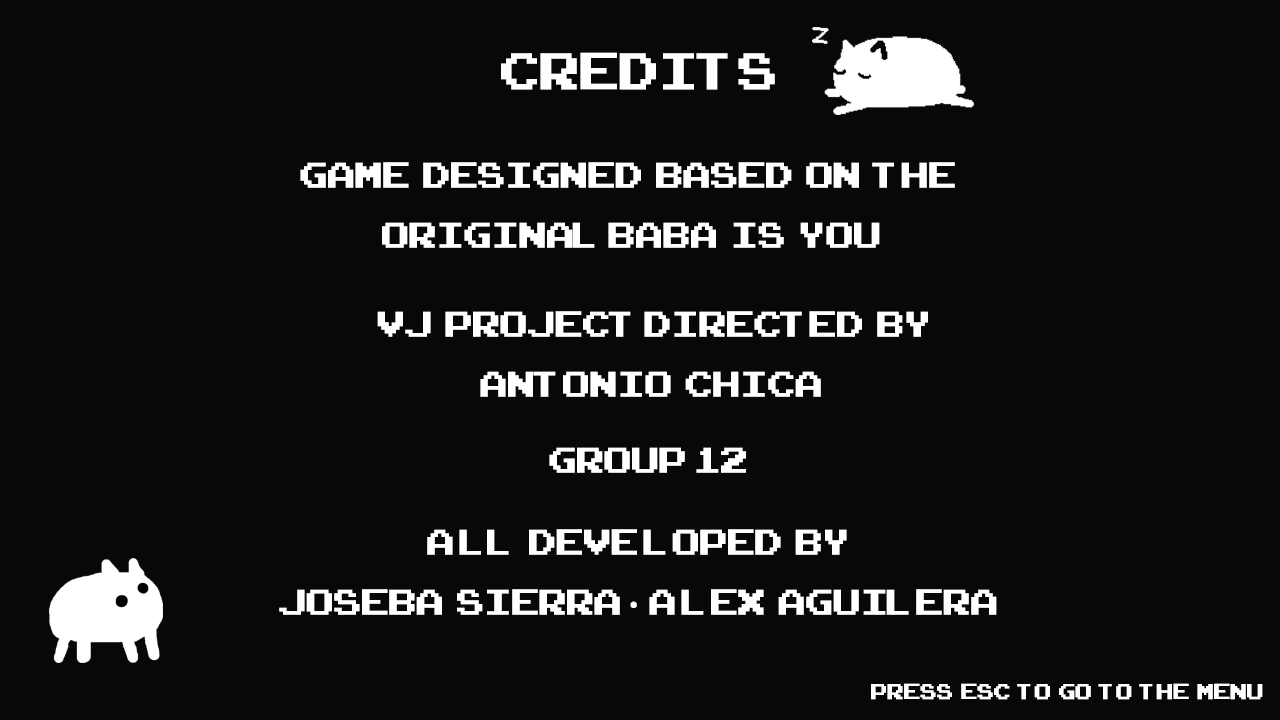 CREDITS
Z
GAME DESIGNED BASED ON THE
ORIGINAL BABA IS YOU
VJ PROJECT DIRECTED BY
ANTONIO CHICA
GROUP 12
ALL DEVELOPED BY
JOSEBA SIERRA · ALEX AGUILERA
PRESS ESC TO GO TO THE MENU